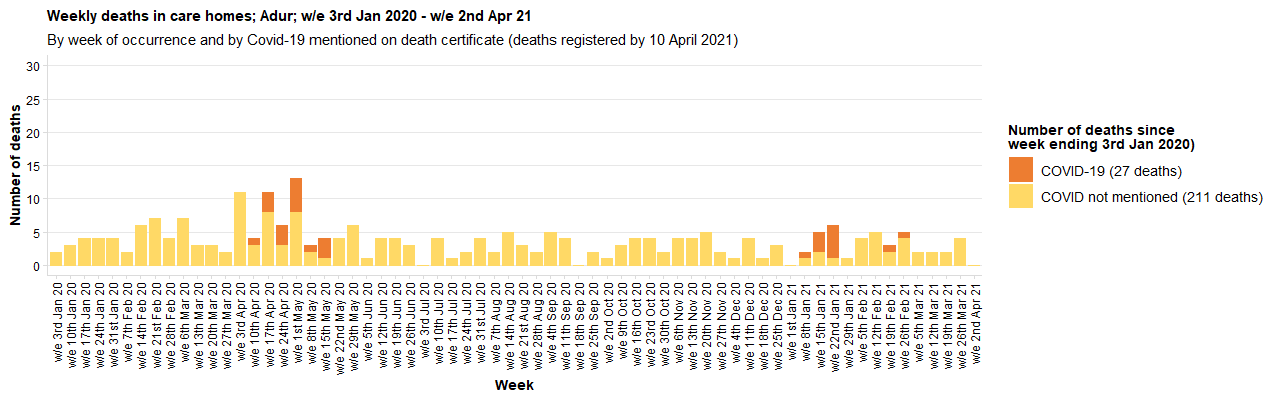 Weekly deaths in care homes; Adur; w/e 3rd Jan 2020 - w/e 2nd Apr 21
By week of occurrence and by Covid-19 mentioned on death certificate (deaths registered by 10 April 2021)
Number of deaths
30
25
20
15
10
5
0
w/e 3rd Jan 20
w/e 10th Jan 20
w/e 17th Jan 20
w/e 24th Jan 20
w/e 31st Jan 20
w/e 7th Feb 20
w/e 14th Feb 20
w/e 21st Feb 20
w/e 28th Feb 20
w/e 6th Mar 20
w/e 13th Mar 20
w/e 20th Mar 20
w/e 27th Mar 20
w/e 3rd Apr 20
w/e 10th Apr 20
w/e 17th Apr 20
w/e 24th Apr 20
w/e 1st May 20
w/e 8th May 20
w/e 15th May 20
w/e 22nd May 20
w/e 29th May 20
w/e 5th Jun 20
w/e 12th Jun 20
w/e 19th Jun 20
w/e 26th Jun 20
w/e 3rd Jul 20
w/e 10th Jul 20
w/e 17th Jul 20
w/e 24th Jul 20
w/e 31st Jul 20
w/e 7th Aug 20
w/e 14th Aug 20
w/e 21st Aug 20
w/e 28th Aug 20
w/e 4th Sep 20
w/e 11th Sep 20
w/e 18th Sep 20
w/e 25th Sep 20
w/e 2nd Oct 20
w/e 9th Oct 20
w/e 16th Oct 20
w/e 23rd Oct 20
w/e 30th Oct 20
w/e 6th Nov 20
w/e 13th Nov 20
w/e 20th Nov 20
w/e 27th Nov 20
w/e 4th Dec 20
w/e 11th Dec 20
w/e 18th Dec 20
w/e 25th Dec 20
w/e 1st Jan 21
w/e 8th Jan 21
w/e 15th Jan 21
w/e 22nd Jan 21
w/e 29th Jan 21
w/e 5th Feb 21
w/e 12th Feb 21
w/e 19th Feb 21
w/e 26th Feb 21
w/e 5th Mar 21
w/e 12th Mar 21
w/e 19th Mar 21
w/e 26th Mar 21
w/e 2nd Apr 21
Week
Number of deaths since
week ending 3rd Jan 2020)
COVID-19 (27 deaths)
COVID not mentioned (211 deaths)